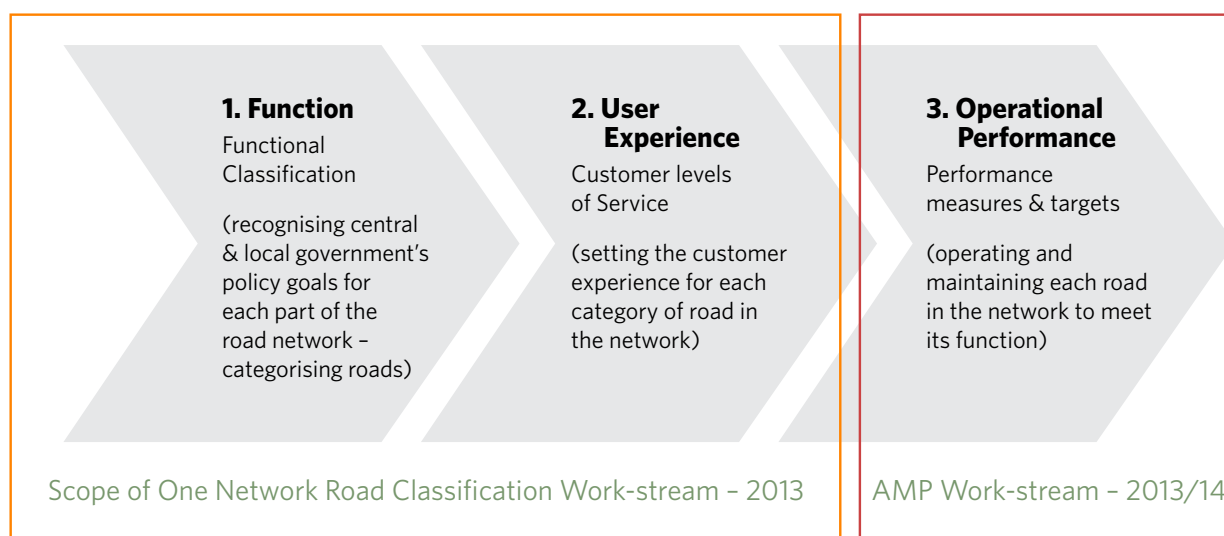 1. Function
Functional
Classification
(recognising central
& local government’s
policy goals for
each part of the
road network –
categorising roads)
2. User
Experience
Customer levels
of Service
(setting the customer
experience for each
category of road in
the network)
3. Operational
Performance
Performance
measures & targets
(operating and
maintaining each road
in the network to meet
its function)
Scope of One Network Road Classification Work-stream – 2013
AMP Work-stream – 2013/14